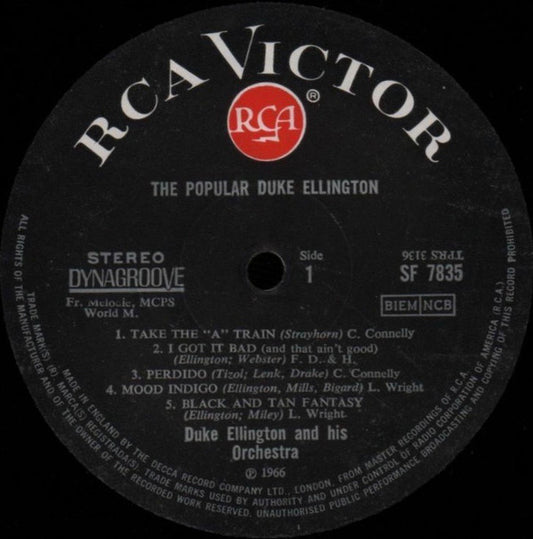 RCA VICTOR
RCA ®
THE POPULAR DUKE ELLINGTON
STEREO
DYNAGROOVE
Fr. Melodie, MCPS
World M.
Side
1
TPRS 3136
SF 7835
BIEM NCB
1. TAKE THE "A" TRAIN (Strayhorn) C. Connelly
2. I GOT IT BAD (and that ain't good)
(Ellington; Webster) F. D. & H.
3. PERDIDO (Tizol; Lenk, Drake) C. Connelly
4. MOOD INDIGO (Ellington, Mills, Bigard) L. Wright
5. BLACK AND TAN FANTASY
(Ellington; Miley) L. Wright.
Duke Ellington and his
Orchestra
℗ 1966
MADE IN ENGLAND BY THE DECCA RECORD COMPANY LTD., LONDON. FROM MASTER RECORDINGS OF R.C.A.
TRADE MARK(S) (R) MARCA(S) REGISTRADA(S) TRADE MARKS USED BY AUTHORITY AND UNDER CONTROL OF RADIO CORPORATION OF AMERICA (R.C.A.)
ALL RIGHTS OF THE MANUFACTURER AND OF THE OWNER OF THE RECORDED WORK RESERVED. UNAUTHORISED PUBLIC PERFORMANCE BROADCASTING AND COPYING OF THIS RECORD PROHIBITED